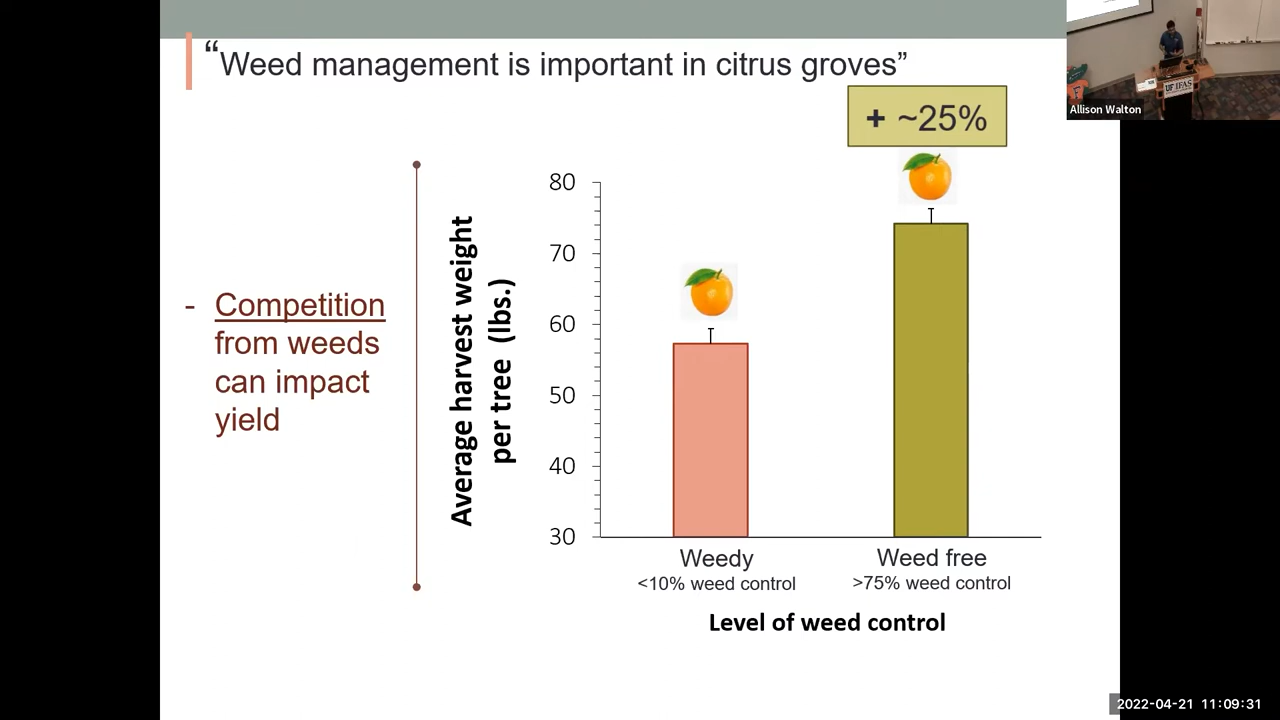 “Weed management is important in citrus groves”
+ ~25%
- Competition
from weeds
can impact
yield
Average harvest weight
per tree (lbs.)
80
70
60
50
40
30
Weedy
<10% weed control
Weed free
>75% weed control
Level of weed control
UF IFAS
F
Allison Walton
2022-04-21 11:09:31